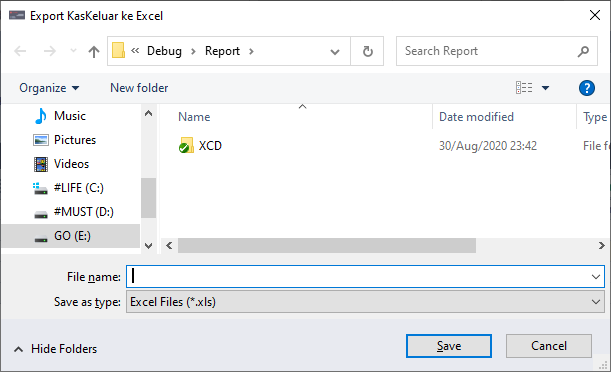 Export KasKeluar ke Excel
« Debug › Report ›
Search Report
Organize
New folder
?
Name
Date modified
Type
Music
Pictures
Videos
#LIFE (C:)
#MUST (D:)
GO (E:)
XCD
30/Aug/2020 23:42
File f
File name:
Save as type:
Excel Files (*.xls)
Hide Folders
Save
Cancel